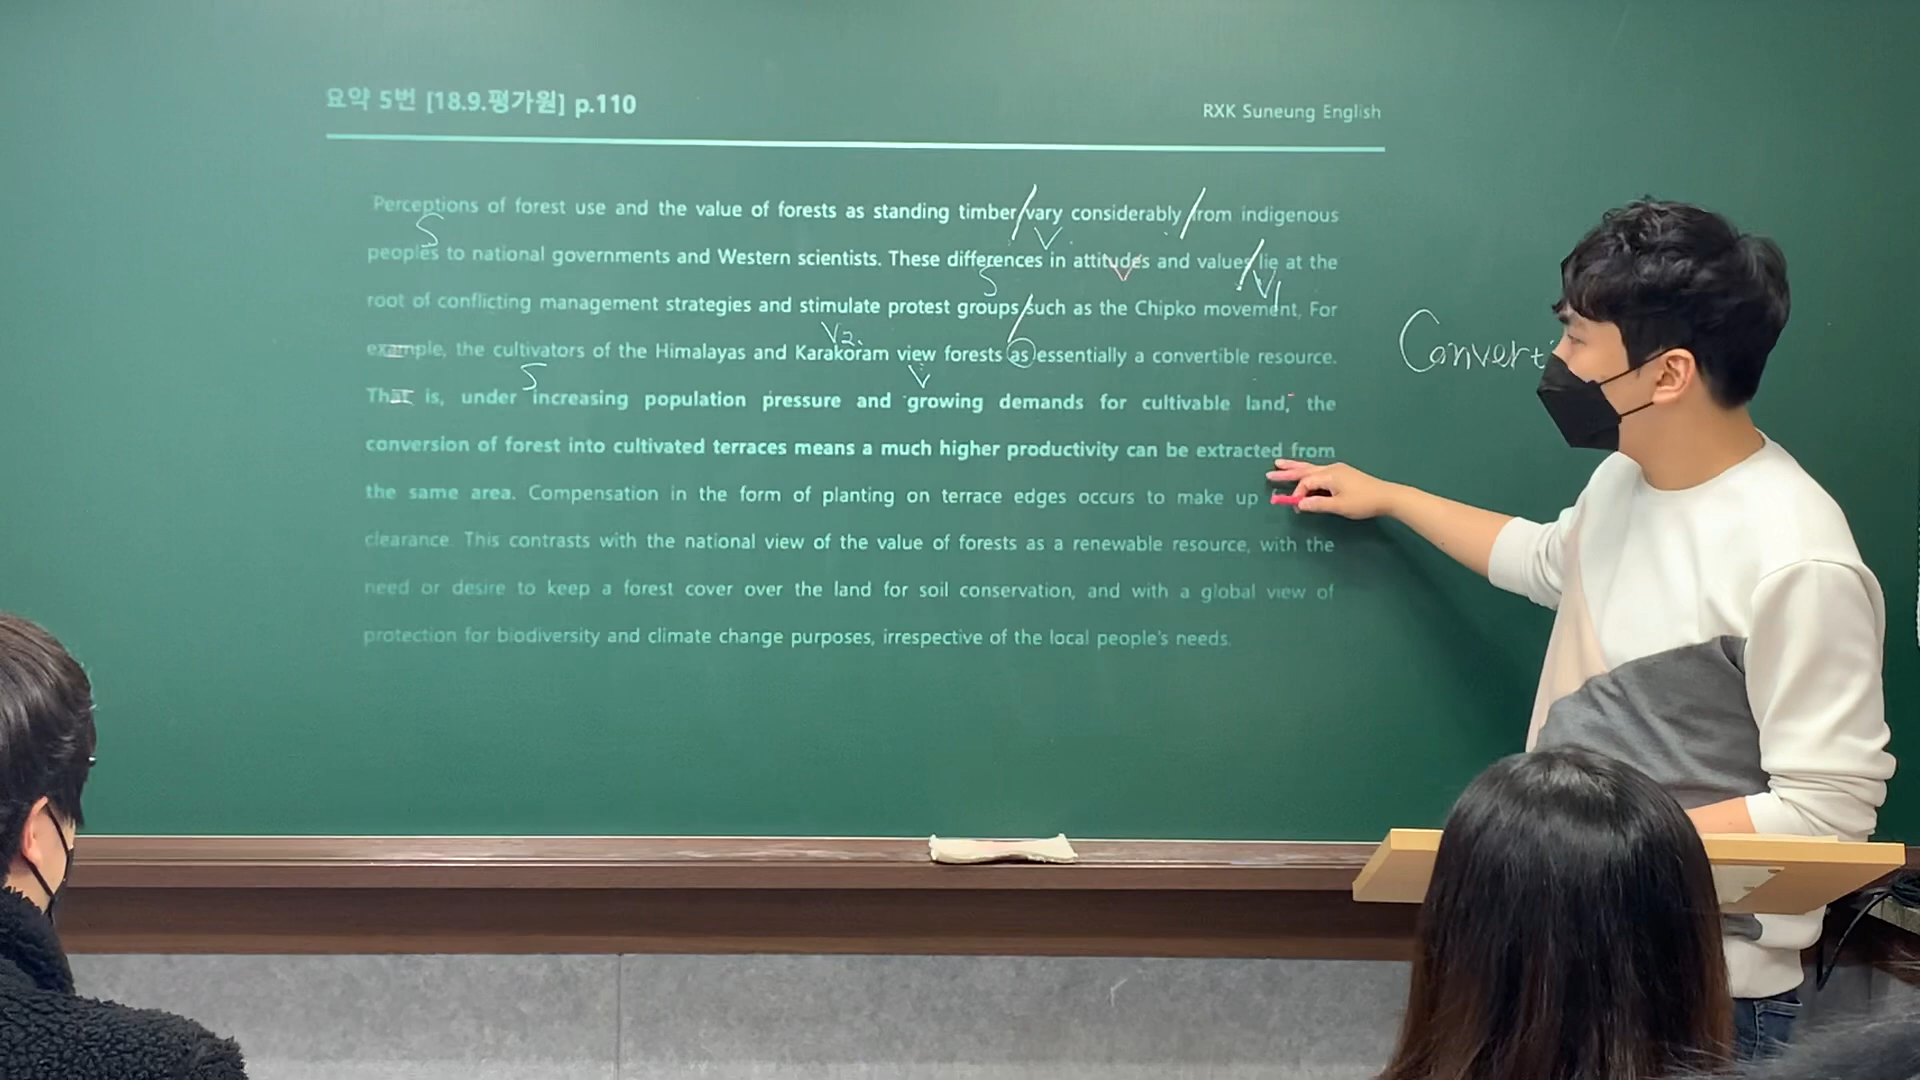 요약 5번 [18.9.평가원] p.110
RXK Suneung English
Perceptions of forest use and the value of forests as standing timber vary considerably from indigenous
S
V
peoples to national governments and Western scientists. These differences in attitudes and values lie at the
S
V
V1
root of conflicting management strategies and stimulate protest groups such as the Chipko movement. For
V2.
example, the cultivators of the Himalayas and Karakoram view forests as essentially a convertible resource.
S
V
That is, under increasing population pressure and growing demands for cultivable land, the
conversion of forest into cultivated terraces means a much higher productivity can be extracted from
the same area. Compensation in the form of planting on terrace edges occurs to make up
clearance. This contrasts with the national view of the value of forests as a renewable resource, with the
need or desire to keep a forest cover over the land for soil conservation, and with a global view of
protection for biodiversity and climate change purposes, irrespective of the local people's needs.
Convert